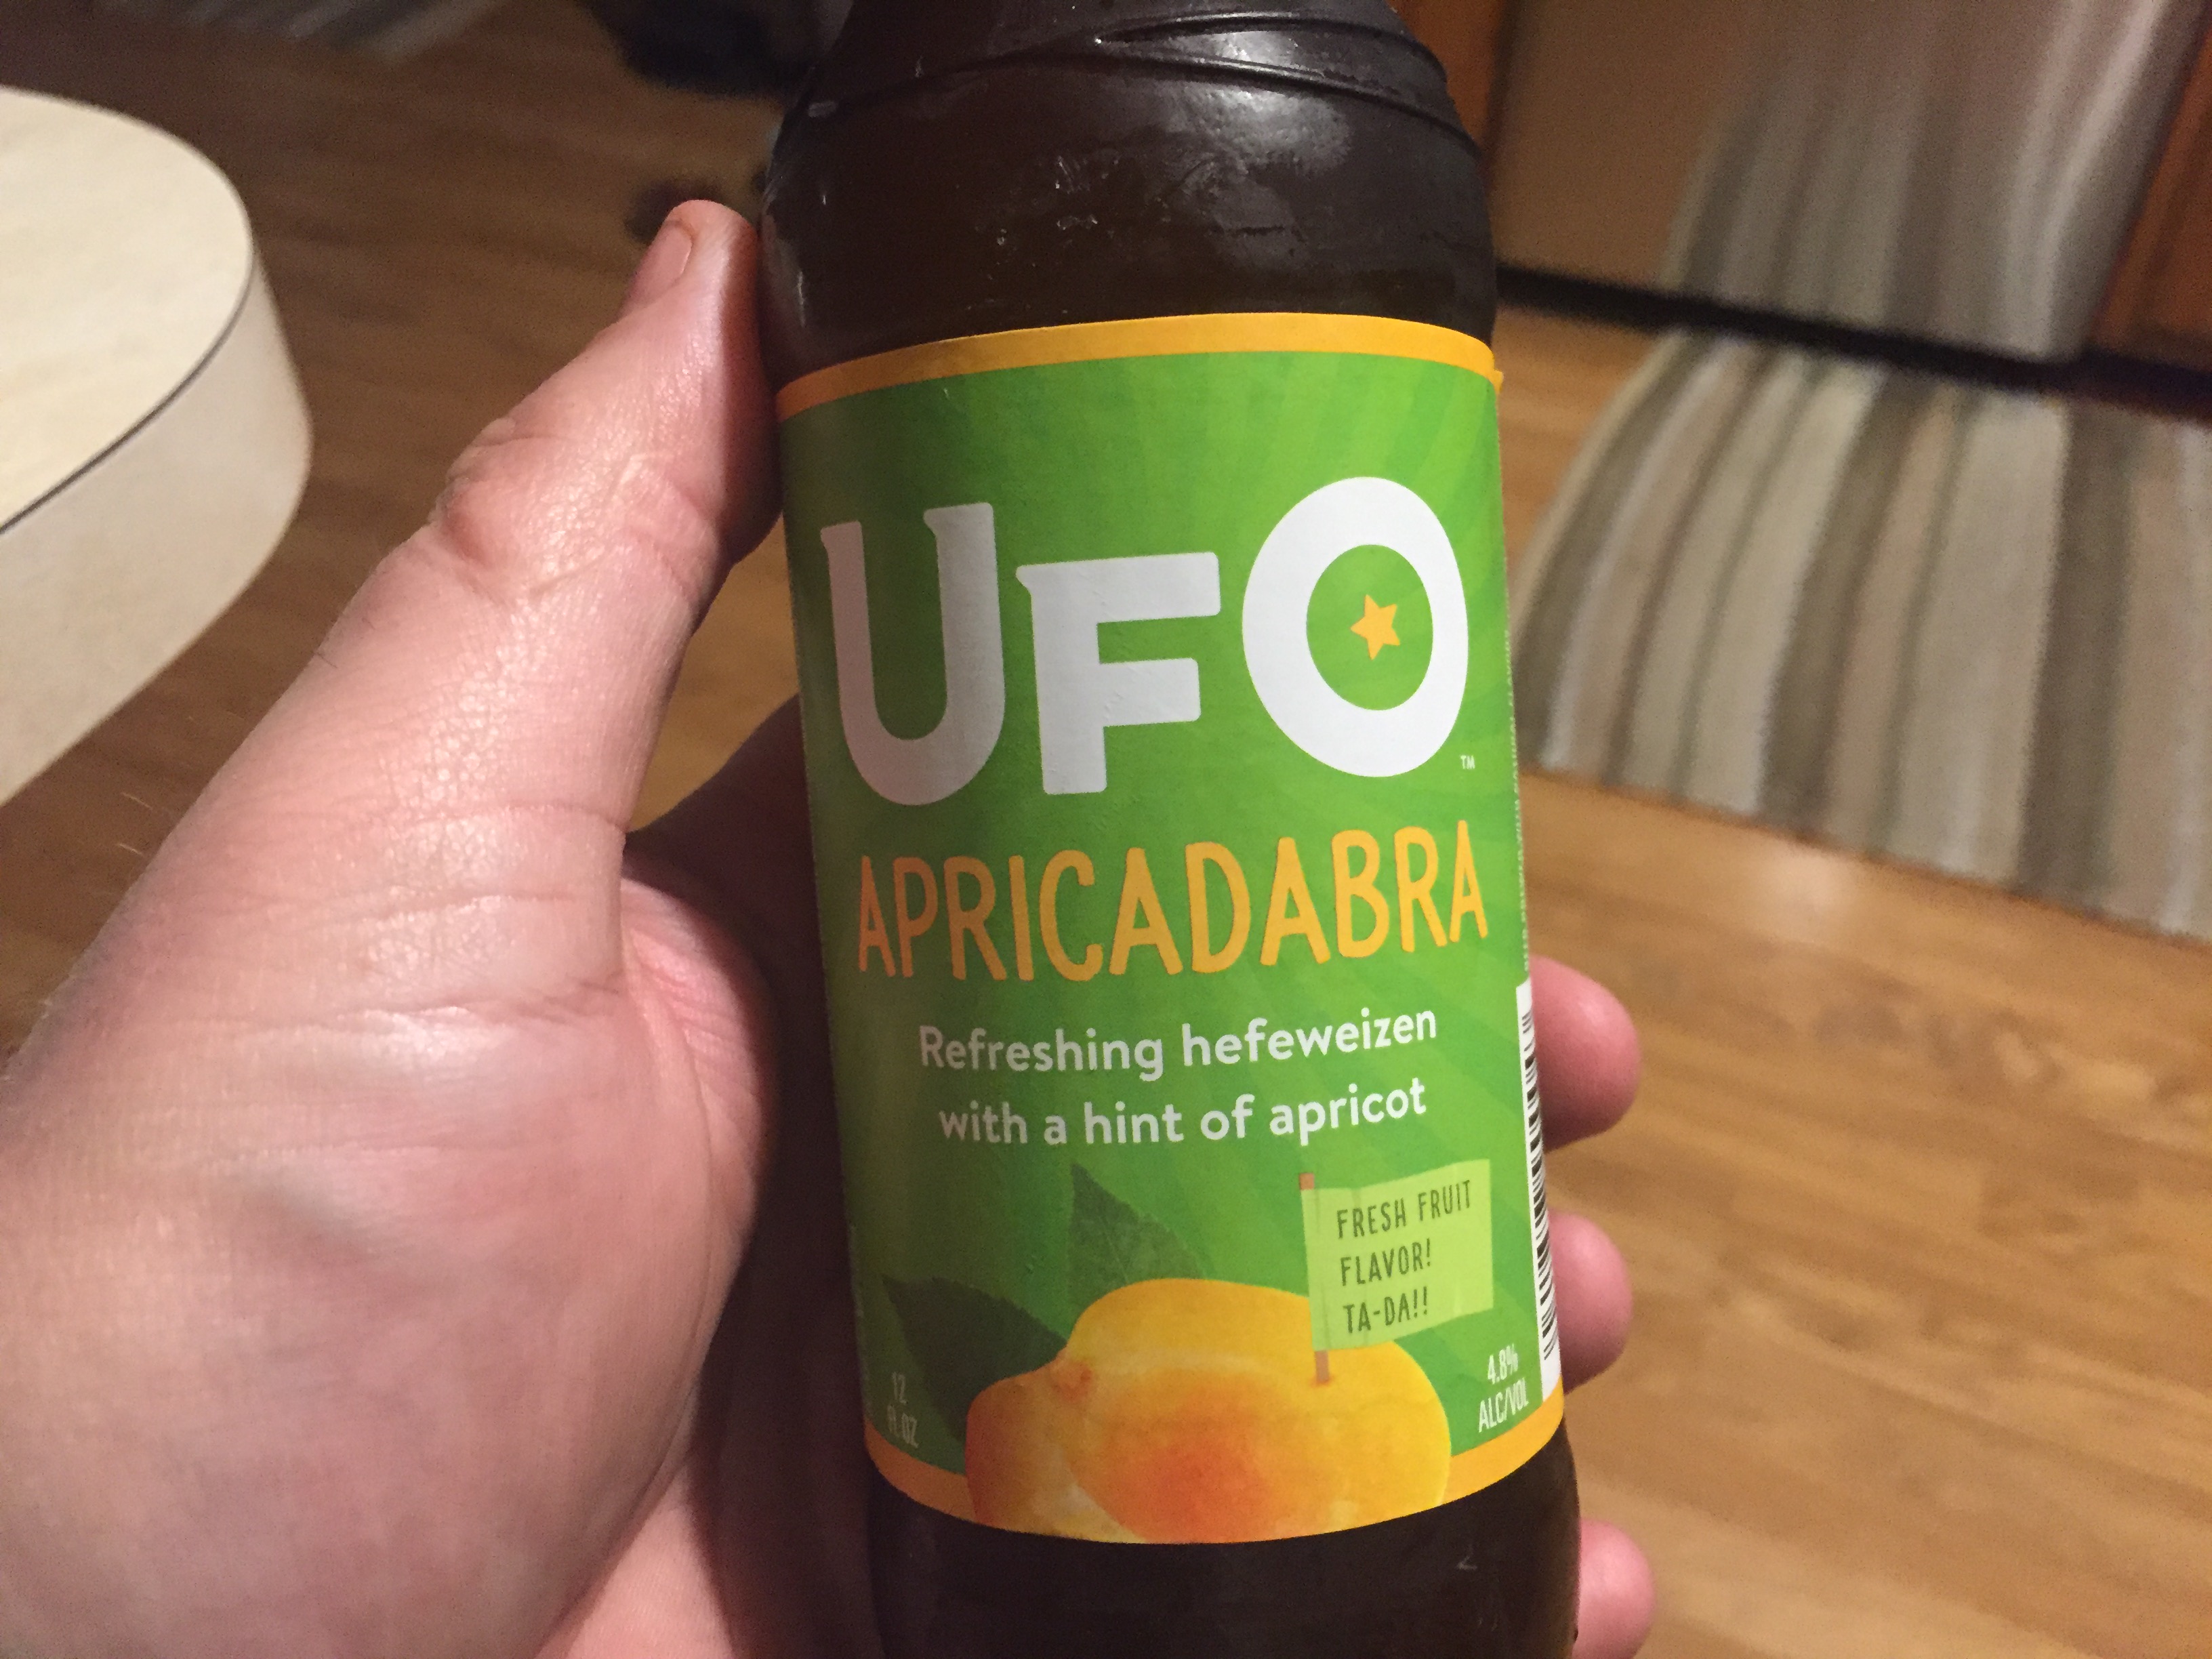 UFO
TM
APRICADABRA
Refreshing hefeweizen
with a hint of apricot
FRESH FRUIT
FLAVOR!
TA-DA!!
12
fl OZ
4.8%
ALC/VOL